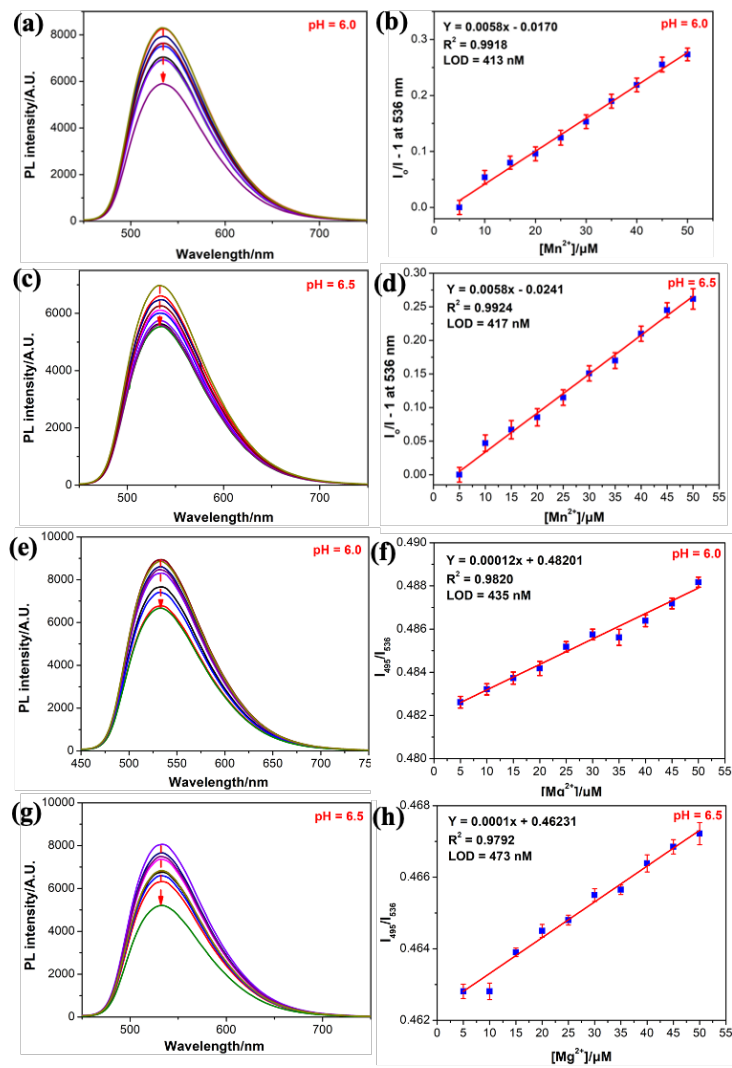 (a)
pH = 6.0
8000
6000
4000
2000
0
500
600
700
PL intensity/A.U.
Wavelength/nm
(b)
Y = 0.0058x - 0.0170
R² = 0.9918
LOD = 413 nM
pH = 6.0
0.3
0.2
0.1
0.0
0
10
20
30
40
50
I₀/I - 1 at 536 nm
[Mn²⁺]/µM
(c)
pH = 6.5
6000
4000
2000
0
500
600
700
PL intensity/A.U.
Wavelength/nm
(d)
Y = 0.0058x - 0.0241
R² = 0.9924
LOD = 417 nM
pH = 6.5
0.30
0.25
0.20
0.15
0.10
0.05
0.00
0
5
10
15
20
25
30
35
40
45
50
55
I₀/I - 1 at 536 nm
[Mn²⁺]/µM
(e)
pH = 6.0
10000
8000
6000
4000
2000
0
450
500
550
600
650
700
PL intensity/A.U.
Wavelength/nm
(f)
Y = 0.00012x + 0.48201
R² = 0.9820
LOD = 435 nM
pH = 6.0
0.490
0.488
0.486
0.484
0.482
0.480
0
5
10
15
20
25
30
35
40
45
50
55
I₄₉₅/I₅₃₆
[Mg²⁺]/µM
(g)
pH = 6.5
10000
8000
6000
4000
2000
0
500
600
700
PL intensity/A.U.
Wavelength/nm
(h)
Y = 0.0001x + 0.46231
R² = 0.9792
LOD = 473 nM
pH = 6.5
0.468
0.466
0.464
0.462
0
5
10
15
20
25
30
35
40
45
50
55
I₄₉₅/I₅₃₆
[Mg²⁺]/µM